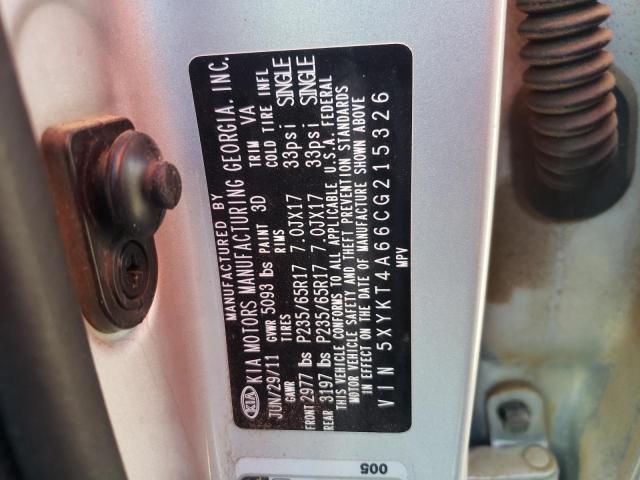 MANUFACTURED BY
KIA KIA MOTORS MANUFACTURING GEORGIA, INC.
JUN/29/11 GVWR 5093 lbs PAINT 3D TRIM VA
GAWR TIRES RIMS COLD TIRE INFL
FRONT 2977 lbs P235/65R17 7.0JX17 33psi SINGLE
REAR 3197 lbs P235/65R17 7.0JX17 33psi SINGLE
THIS VEHICLE CONFORMS TO ALL APPLICABLE U.S.A. FEDERAL
MOTOR VEHICLE SAFETY AND THEFT PREVENTION STANDARDS
IN EFFECT ON THE DATE OF MANUFACTURE SHOWN ABOVE
VIN 5XYKT4A66CG215326
MPV
005